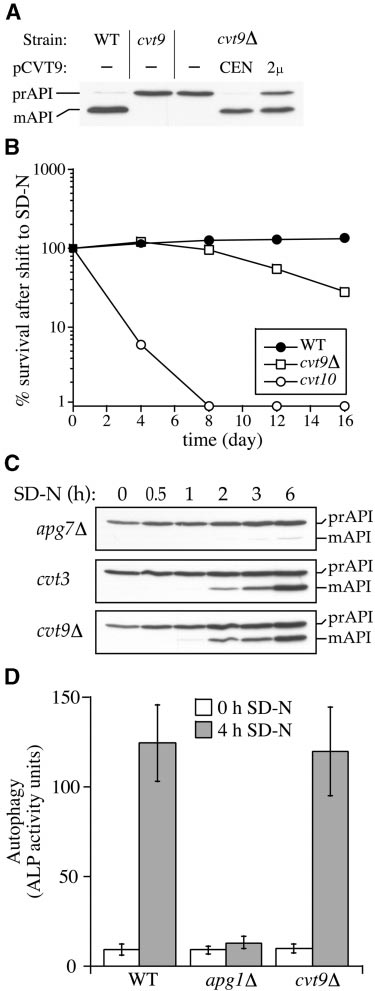 A
Strain: WT cvt9 cvt9Δ
pCVT9: – – – CEN 2μ
prAPI
mAPI
B
% survival after shift to SD-N
1000
100
10
1
0 2 4 6 8 10 12 14 16
time (day)
WT
cvt9Δ
cvt10
C
SD-N (h): 0 0.5 1 2 3 6
apg7Δ
prAPI
mAPI
cvt3
prAPI
mAPI
cvt9Δ
prAPI
mAPI
D
Autophagy
(ALP activity units)
150
100
50
0
0 h SD-N
4 h SD-N
WT apg1Δ cvt9Δ